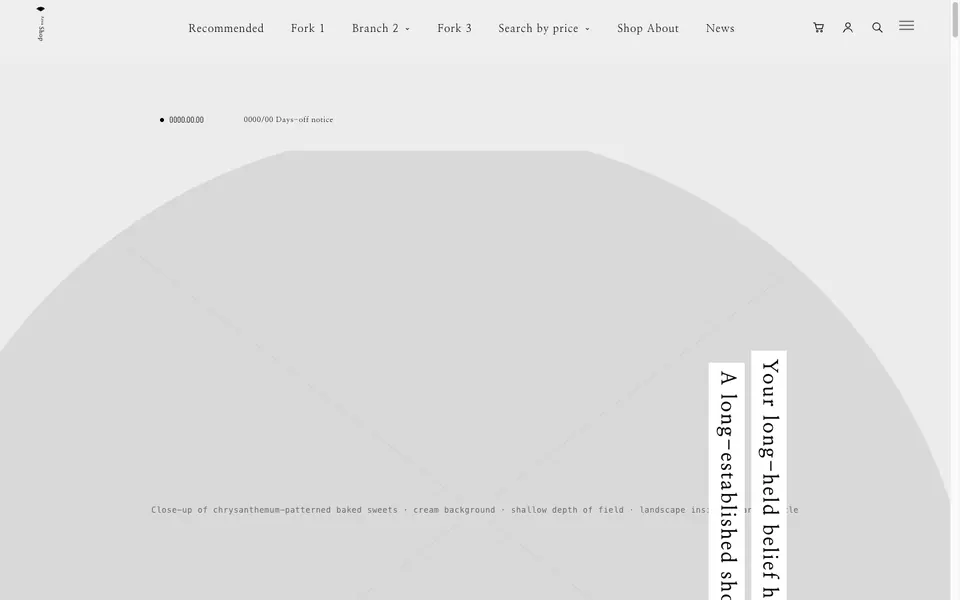 Shop
Recommended
Fork 1
Branch 2
Fork 3
Search by price
Shop About
News
0000.00.00
0000/00 Days-off notice
Your long-held belief h
A long-established sho
Close-up of chrysanthemum-patterned baked sweets · cream background · shallow depth of field · landscape